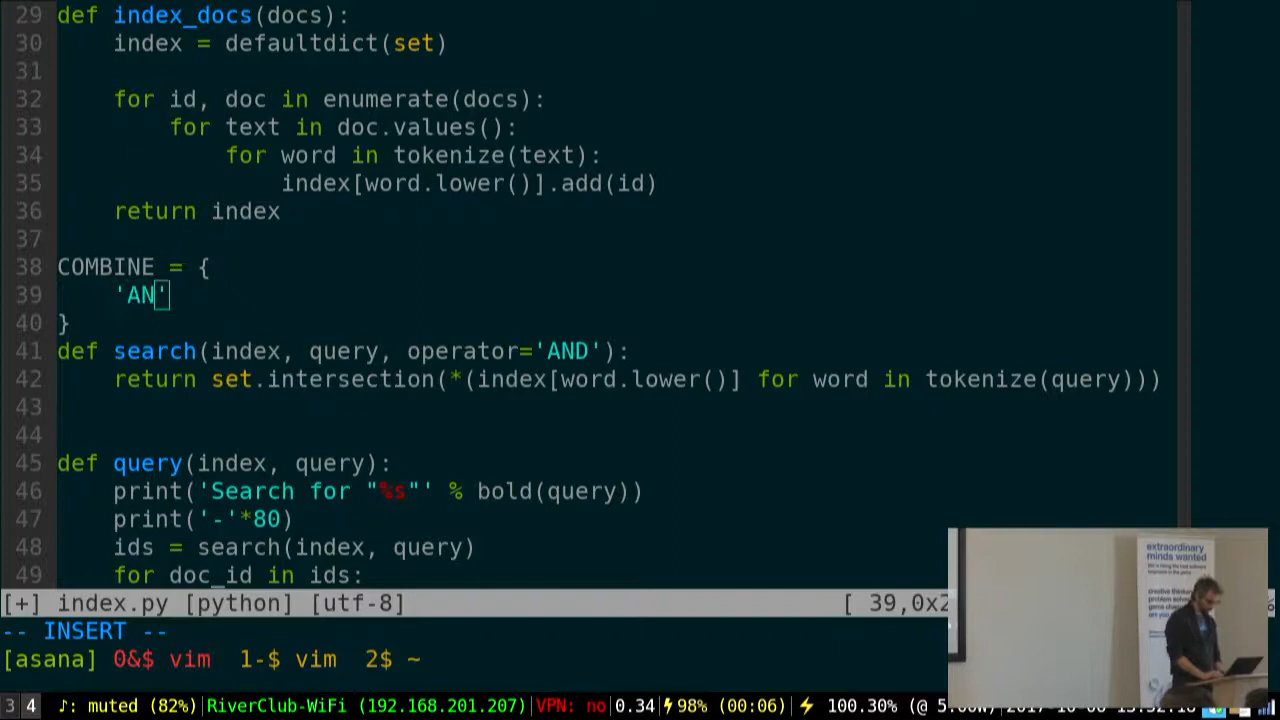 29 def index_docs(docs):
30     index = defaultdict(set)
31
32     for id, doc in enumerate(docs):
33         for text in doc.values():
34             for word in tokenize(text):
35                 index[word.lower()].add(id)
36     return index
37
38 COMBINE = {
39     'AN'
40 }
41 def search(index, query, operator='AND'):
42     return set.intersection(*(index[word.lower()] for word in tokenize(query)))
43
44
45 def query(index, query):
46     print('Search for "%s"' % bold(query))
47     print('-'*80)
48     ids = search(index, query)
49     for doc_id in ids:
[+] index.py [python] [utf-8] [ 39,0x2
-- INSERT --
[asana] 0&$ vim  1-$ vim  2$ ~
extraordinary
minds wanted
3 4 ♪: muted (82%)|RiverClub-WiFi (192.168.201.207)|VPN: no|0.34|⚡98% (00:06)|⚡ 100.30% (@